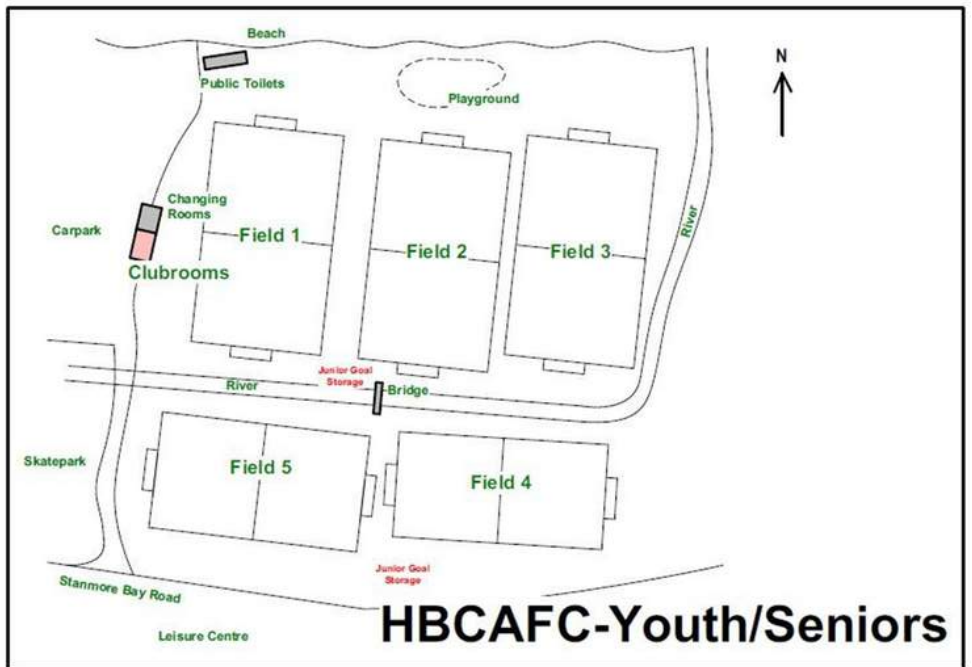 Beach
N
Public Toilets
Playground
Changing
Rooms
Carpark
Field 1
Field 2
Field 3
River
Clubrooms
Junior Goal
Storage
River
Bridge
Skatepark
Field 5
Field 4
Junior Goal
Storage
Stanmore Bay Road
Leisure Centre
HBCAFC-Youth/Seniors